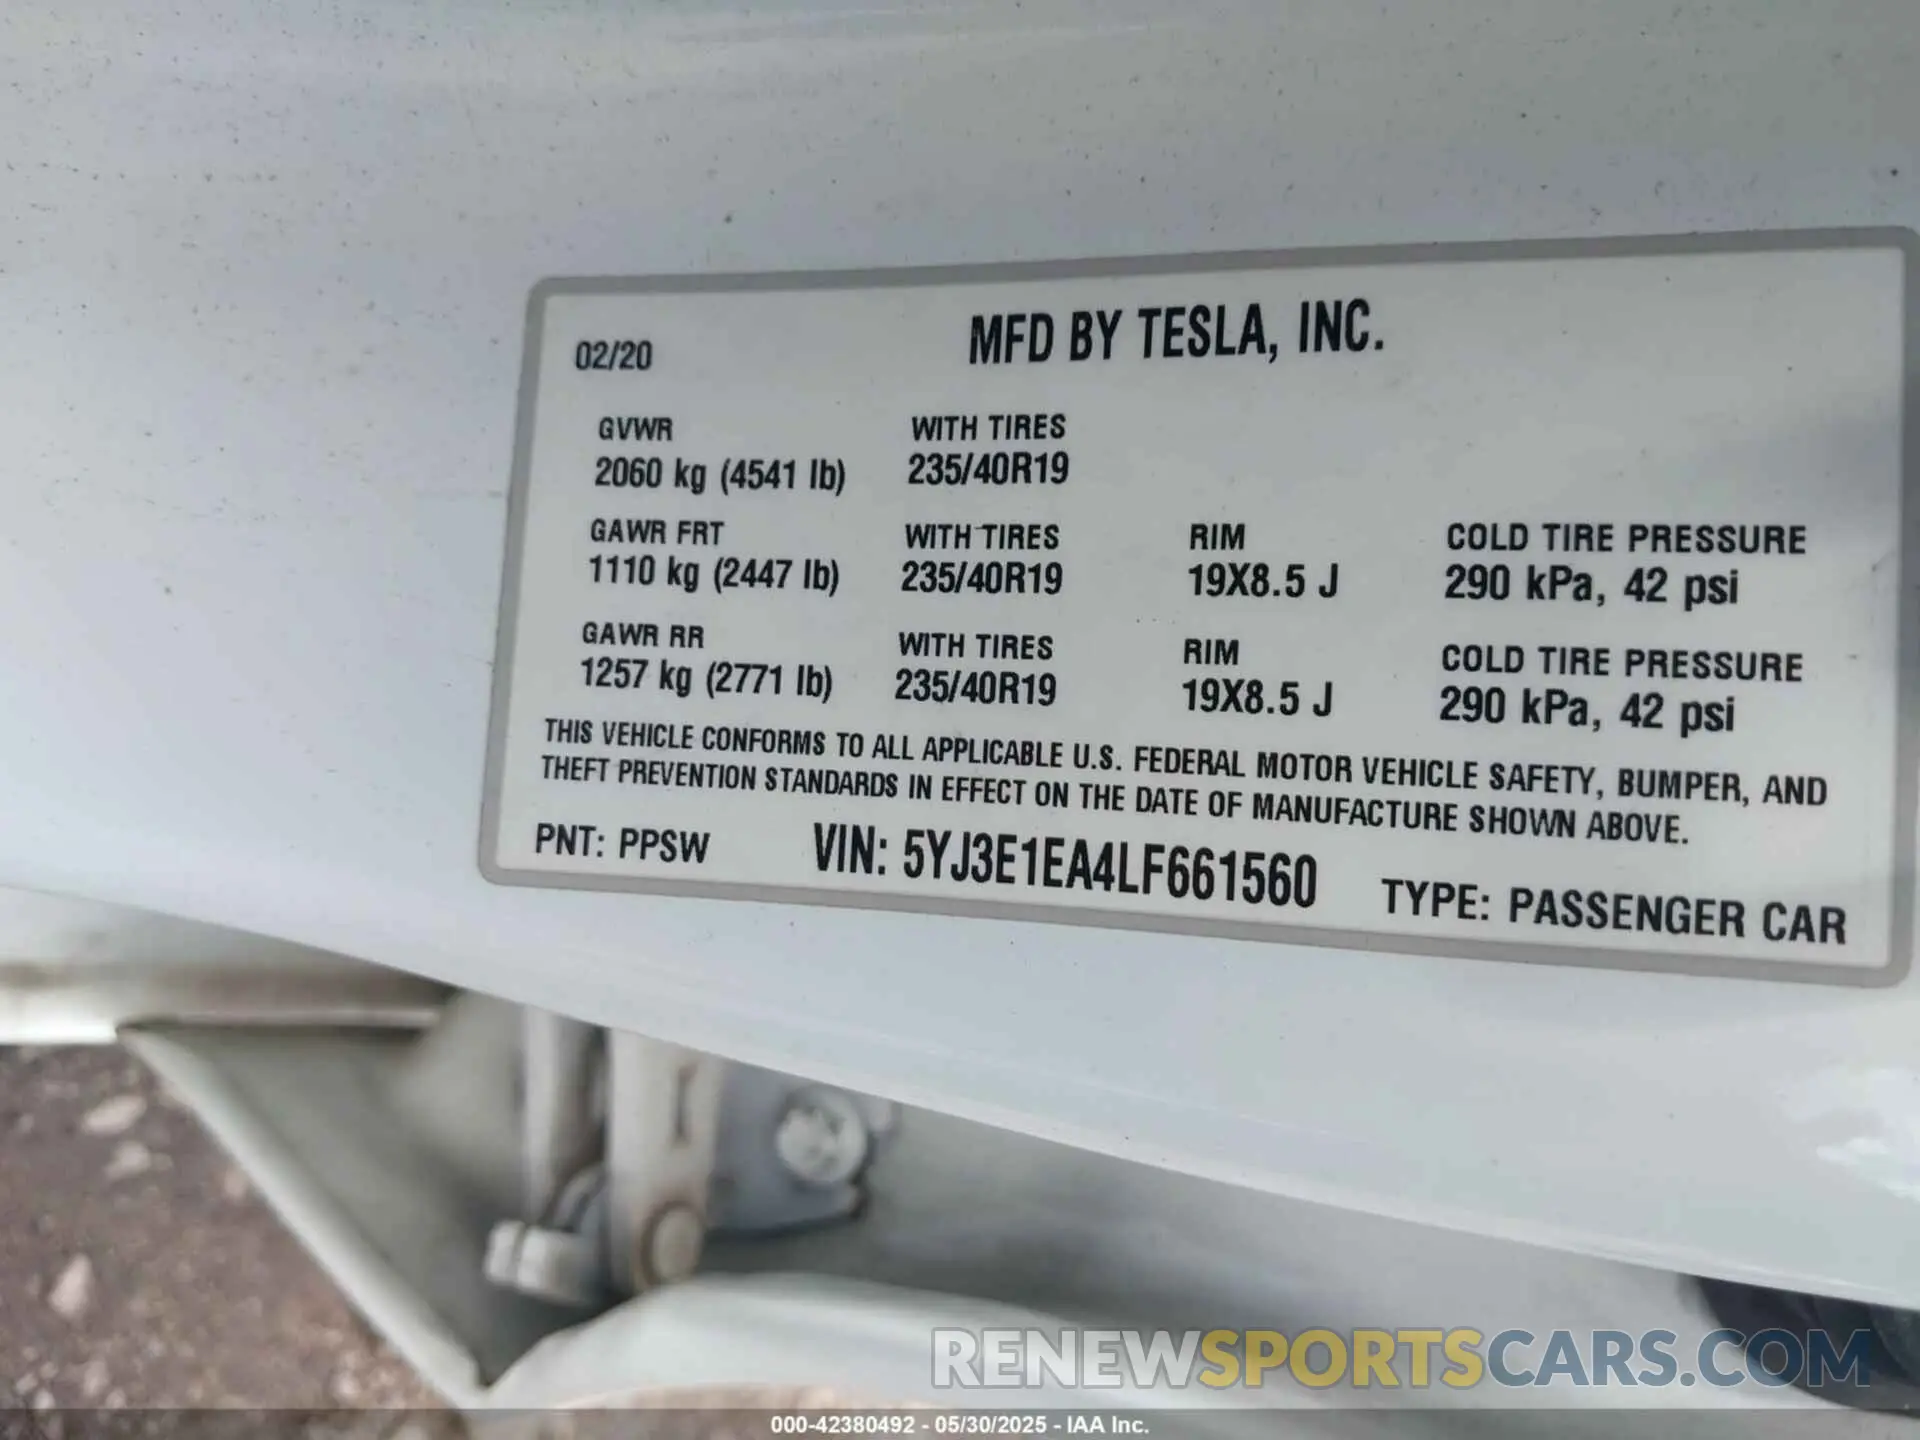 MFD BY TESLA, INC.
02/20
GVWR WITH TIRES
2060 kg (4541 lb) 235/40R19
GAWR FRT WITH TIRES RIM COLD TIRE PRESSURE
1110 kg (2447 lb) 235/40R19 19X8.5 J 290 kPa, 42 psi
GAWR RR WITH TIRES RIM COLD TIRE PRESSURE
1257 kg (2771 lb) 235/40R19 19X8.5 J 290 kPa, 42 psi
THIS VEHICLE CONFORMS TO ALL APPLICABLE U.S. FEDERAL MOTOR VEHICLE SAFETY, BUMPER, AND
THEFT PREVENTION STANDARDS IN EFFECT ON THE DATE OF MANUFACTURE SHOWN ABOVE.
PNT: PPSW VIN: 5YJ3E1EA4LF661560 TYPE: PASSENGER CAR
RENEWSPORTSCARS.COM
000-42380492 - 05/30/2025 - IAA Inc.